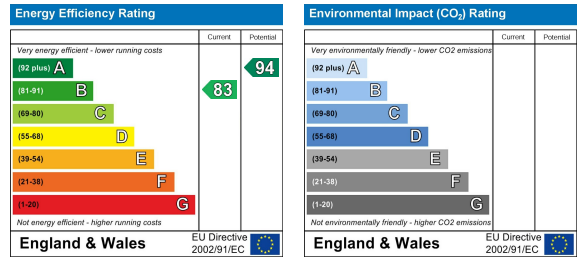 Energy Efficiency Rating
Current Potential
Very energy efficient - lower running costs
(92 plus) A
(81-91) B
(69-80) C
(55-68) D
(39-54) E
(21-38) F
(1-20) G
83
94
Not energy efficient - higher running costs
England & Wales
EU Directive
2002/91/EC
Environmental Impact (CO₂) Rating
Current Potential
Very environmentally friendly - lower CO2 emissions
(92 plus) A
(81-91) B
(69-80) C
(55-68) D
(39-54) E
(21-38) F
(1-20) G
Not environmentally friendly - higher CO2 emissions
England & Wales
EU Directive
2002/91/EC